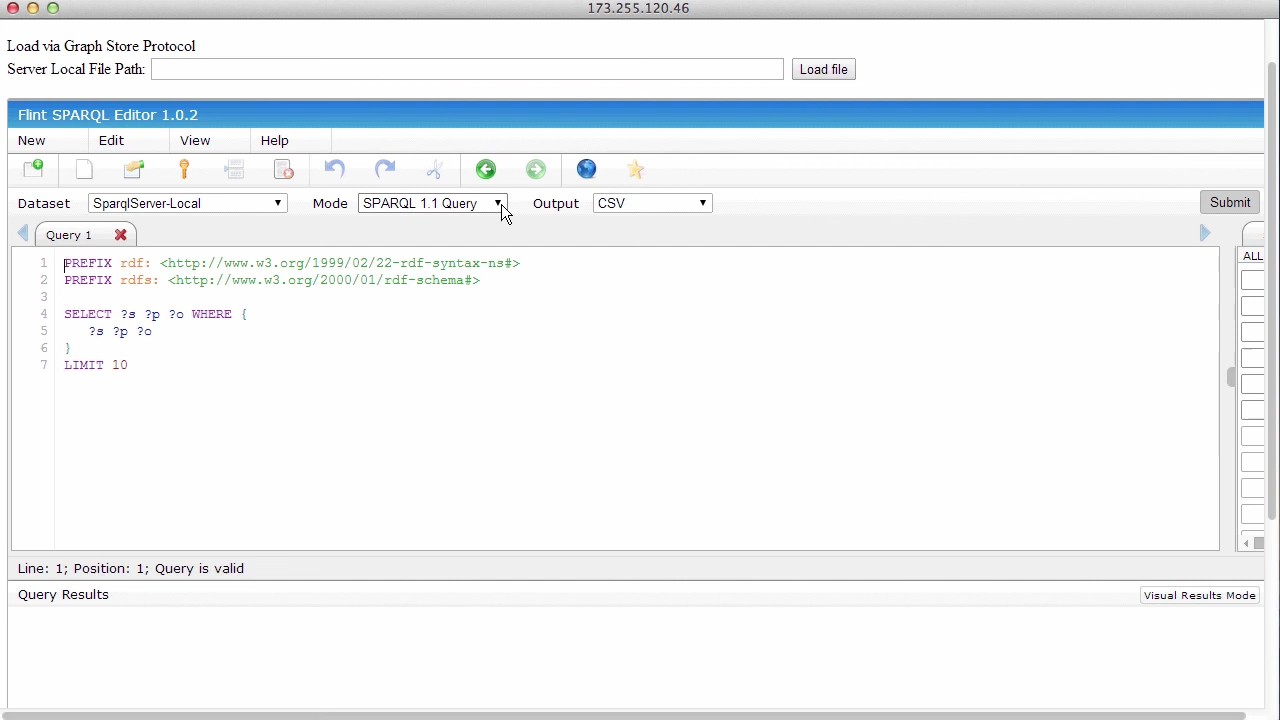 173.255.120.46
Load via Graph Store Protocol
Server Local File Path: Load file
Flint SPARQL Editor 1.0.2
New Edit View Help
Dataset SparqlServer-Local Mode SPARQL 1.1 Query Output CSV Submit
Query 1
ALL
1 PREFIX rdf: <http://www.w3.org/1999/02/22-rdf-syntax-ns#>
2 PREFIX rdfs: <http://www.w3.org/2000/01/rdf-schema#>
3
4 SELECT ?s ?p ?o WHERE {
5 ?s ?p ?o
6 }
7 LIMIT 10
Line: 1; Position: 1; Query is valid
Query Results Visual Results Mode